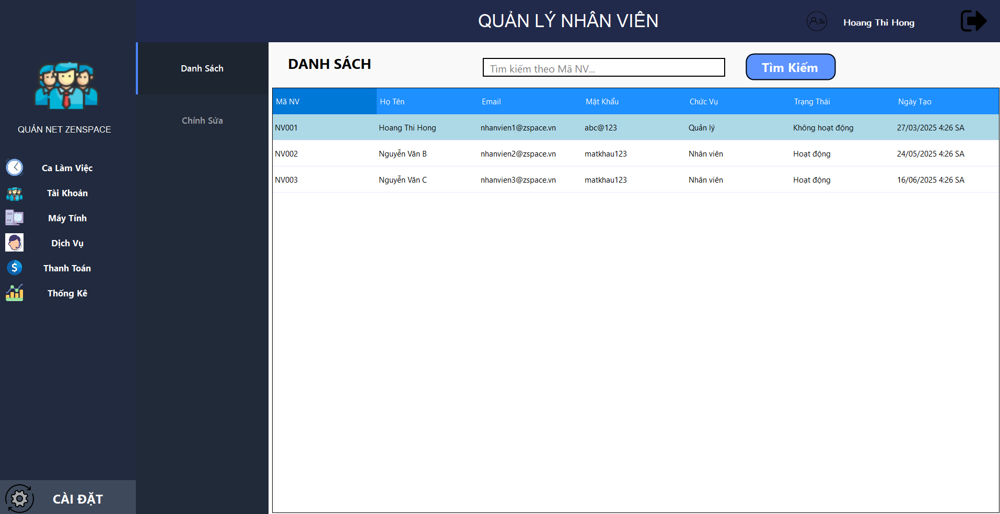 QUẢN LÝ NHÂN VIÊN
Hoang Thi Hong
QUÁN NET ZENSPACE
Ca Làm Việc
Tài Khoản
Máy Tính
Dịch Vụ
Thanh Toán
Thống Kê
CÀI ĐẶT
Danh Sách
Chỉnh Sửa
DANH SÁCH
Tìm kiếm theo Mã NV...
Tìm Kiếm
Mã NV Họ Tên Email Mật Khẩu Chức Vụ Trạng Thái Ngày Tạo
NV001 Hoang Thi Hong nhanvien1@zspace.vn abc@123 Quản lý Không hoạt động 27/03/2025 4:26 SA
NV002 Nguyễn Văn B nhanvien2@zspace.vn matkhau123 Nhân viên Hoạt động 24/05/2025 4:26 SA
NV003 Nguyễn Văn C nhanvien3@zspace.vn matkhau123 Nhân viên Hoạt động 16/06/2025 4:26 SA